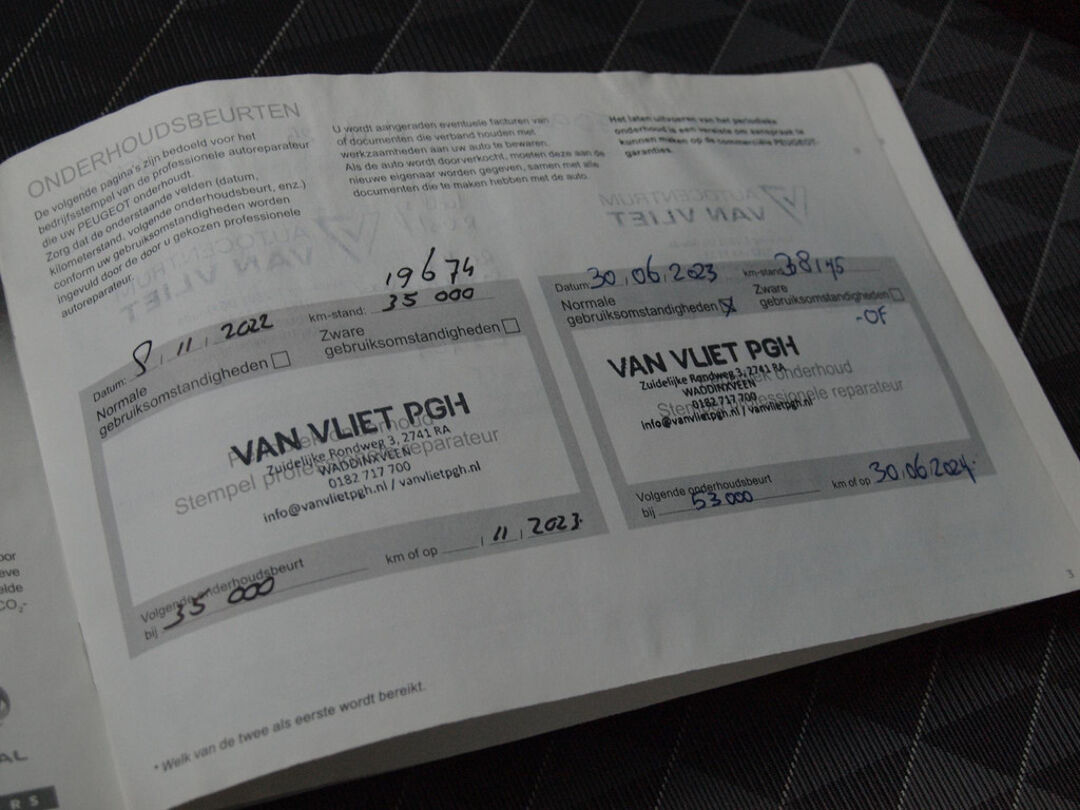 ONDERHOUDSBEURTEN
De volgende pagina's zijn bedoeld voor het
bedrijfsstempel van de professionele autoreparateur
die uw PEUGEOT onderhoudt.
Zorg dat de onderstaande velden (datum,
kilometerstand, volgende onderhoudsbeurt, enz.)
conform uw gebruiksomstandigheden worden
ingevuld door de door u gekozen professionele
autoreparateur.
U wordt aangeraden eventuele facturen van
of documenten die verband houden met
werkzaamheden aan uw auto te bewaren.
Als de auto wordt doorverkocht, moeten deze aan de
nieuwe eigenaar worden gegeven, samen met alle
documenten die te maken hebben met de auto.
Het laten uitvoeren van het periodieke
onderhoud is een vereiste om aanspraak te
kunnen maken op de commerciële PEUGEOT-
garanties.
19674
Datum: 8 11 2022 km-stand: 35 000
Normale
gebruiksomstandigheden
Zware
gebruiksomstandigheden
VAN VLIET PGH
Zuidelijke Rondweg 3, 2741 RA
WADDINXVEEN
0182 717 700
info@vanvlietpgh.nl / vanvlietpgh.nl
Stempel professionele reparateur
Volgende onderhoudsbeurt
bij 35 000 km of op 11 2023
Datum: 30.06.2023 km-stand:
Normale
gebruiksomstandigheden
Zware
gebruiksomstandigheden
-OF
VAN VLIET PGH
Zuidelijke Rondweg 3, 2741 RA
WADDINXVEEN
0182 717 700
info@vanvlietpgh.nl / vanvlietpgh.nl
onderhoud
Stempel professionele reparateur
Volgende onderhoudsbeurt
bij 53000 km of op 30.06.2024
* Welk van de twee als eerste wordt bereikt.
3
CO₂-